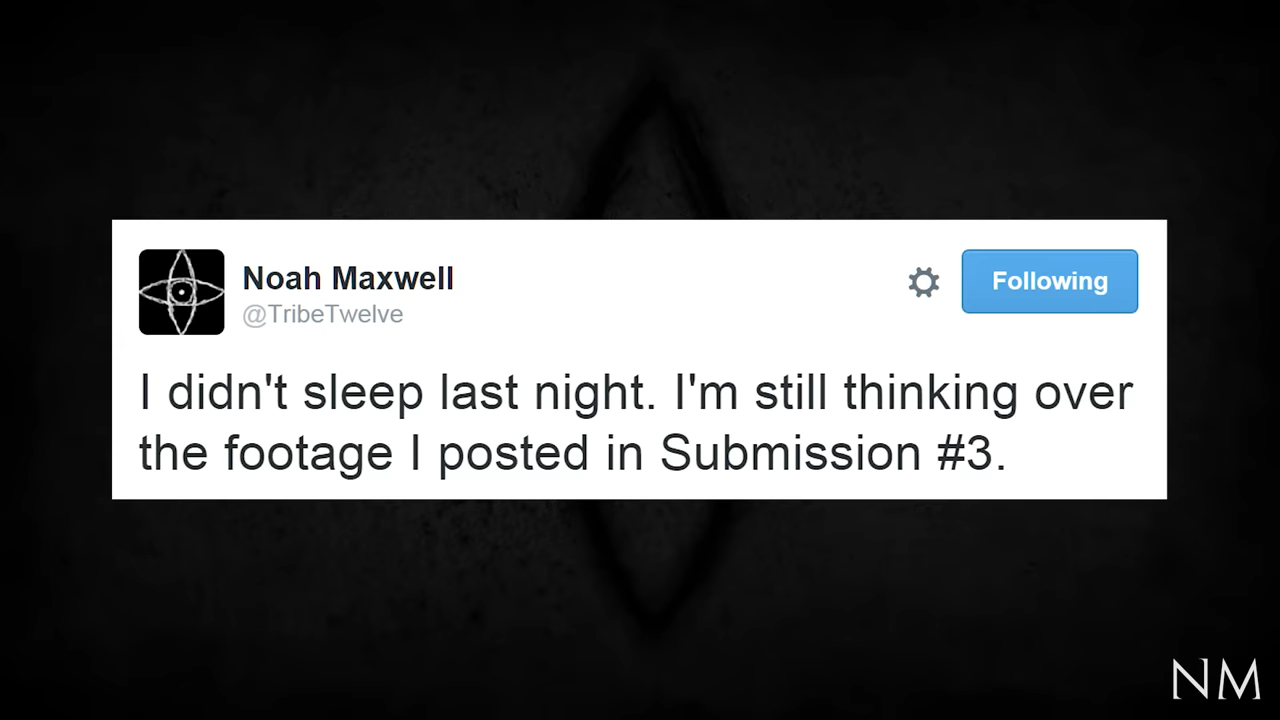 Noah Maxwell
@TribeTwelve
Following
I didn't sleep last night. I'm still thinking over
the footage I posted in Submission #3.
NM